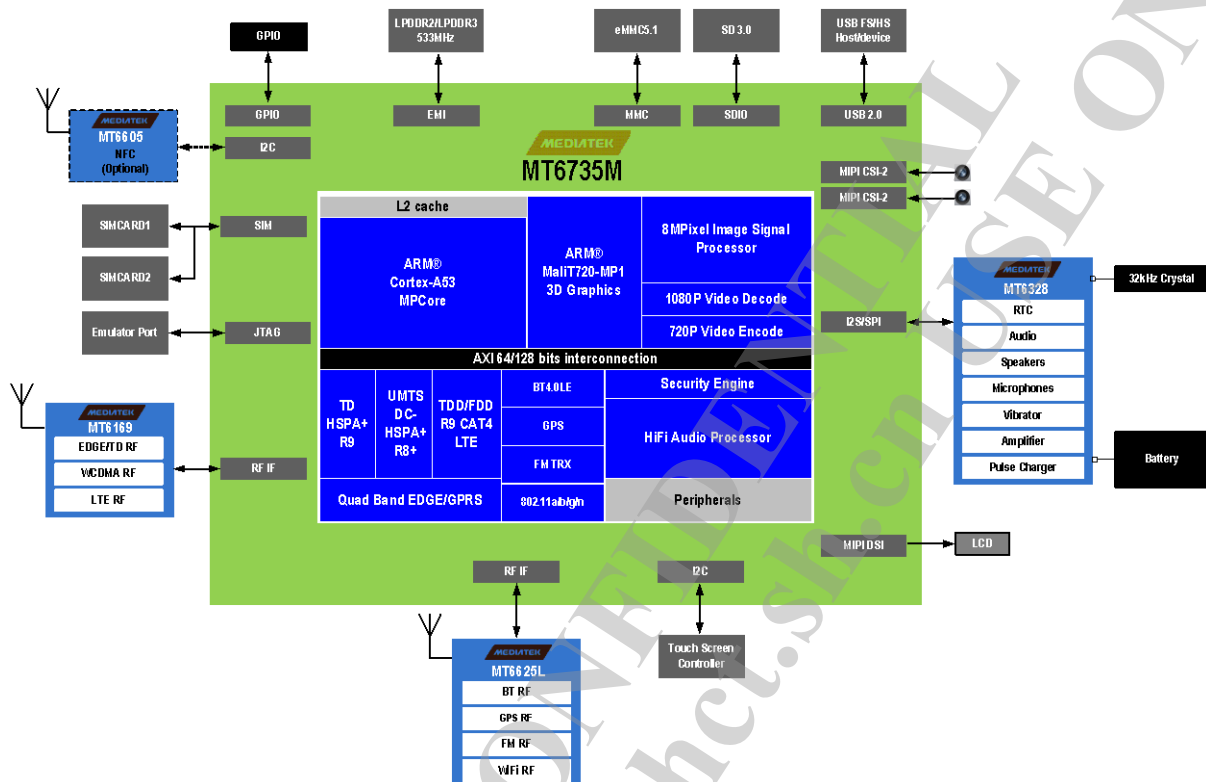 GPIO
LPDDR2/LPDDR3
533MHz
eMMC5.1
SD 3.0
USB FS/HS
Host/device
GPIO
EMI
MMC
SDIO
USB 2.0
MEDIATEK
MT6605
NFC
(Optional)
I2C
MEDIATEK
MT6735M
MIPI CSI-2
MIPI CSI-2
SIMCARD1
SIMCARD2
SIM
Emulator Port
JTAG
L2 cache
ARM®
Cortex-A53
MPCore
ARM®
MaliT720-MP1
3D Graphics
8MPixel Image Signal
Processor
1080P Video Decode
720P Video Encode
AXI 64/128 bits interconnection
TD
HSPA+
R9
UMTS
DC-
HSPA+
R8+
TDD/FDD
R9 CAT4
LTE
BT4.0LE
GPS
FM TRX
802.11a/b/g/n
Security Engine
HiFi Audio Processor
Quad Band EDGE/GPRS
Peripherals
I2S/SPI
MEDIATEK
MT6328
RTC
Audio
Speakers
Microphones
Vibrator
Amplifier
Pulse Charger
32kHz Crystal
Battery
MEDIATEK
MT6169
EDGE/TD RF
WCDMA RF
LTE RF
RF IF
MIPI DSI
LCD
RF IF
I2C
Touch Screen
Controller
MEDIATEK
MT6625L
BT RF
GPS RF
FM RF
WiFi RF
ONFIDENTIAL
hct.sh.cn USE ON